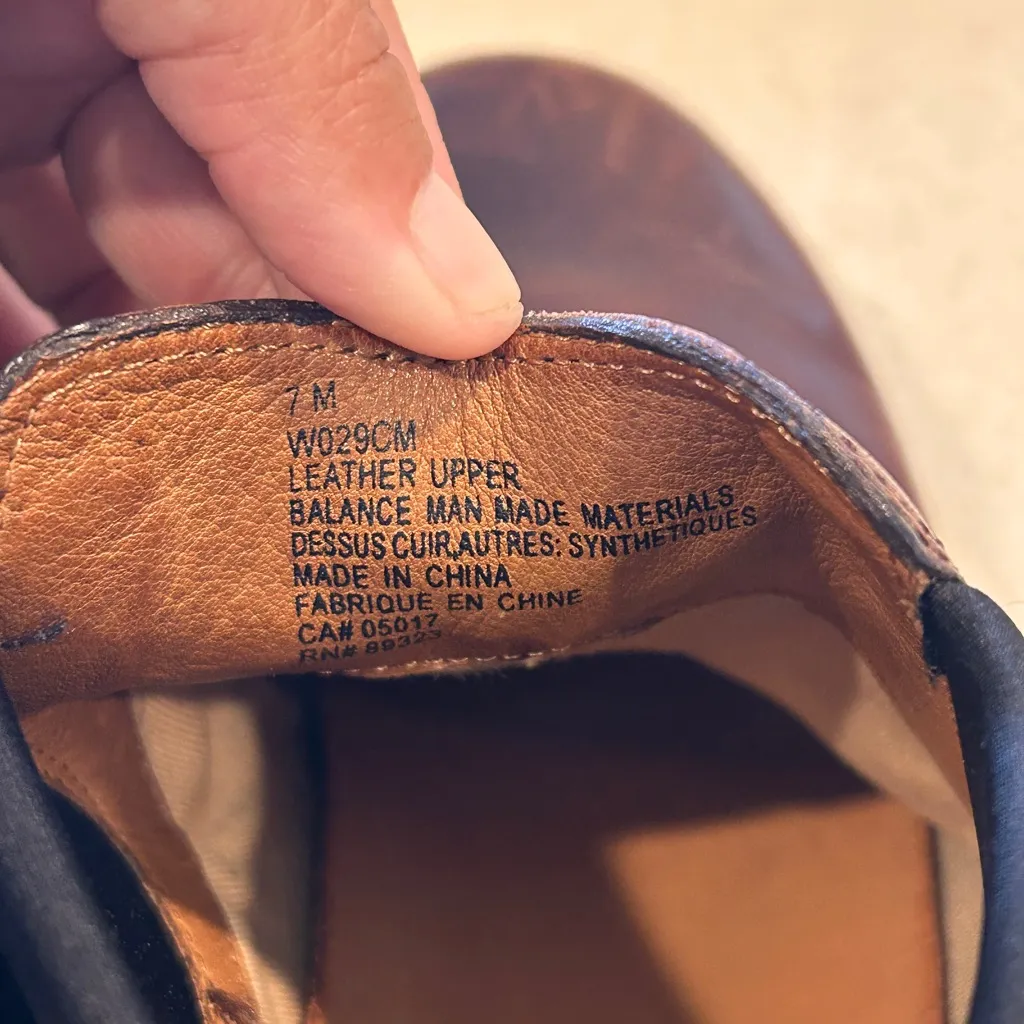 7 M
W029CM
LEATHER UPPER
BALANCE MAN MADE MATERIALS
DESSUS CUIR,AUTRES: SYNTHETIQUES
MADE IN CHINA
FABRIQUE EN CHINE
CA# 05017
RN#